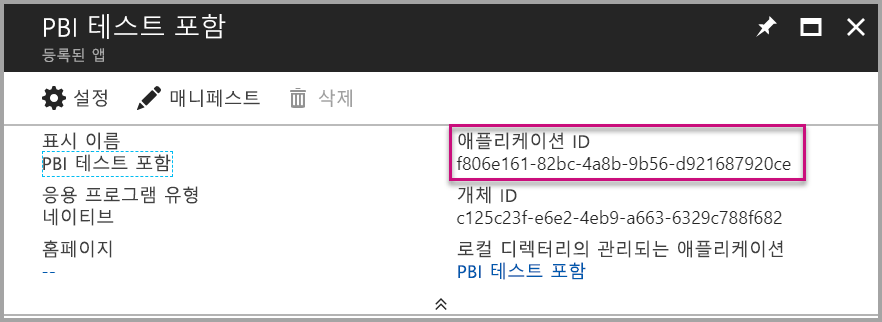 PBI 테스트 포함
등록된 앱
설정
매니페스트
삭제
표시 이름
PBI 테스트 포함
애플리케이션 ID
f806e161-82bc-4a8b-9b56-d921687920ce
응용 프로그램 유형
네이티브
개체 ID
c125c23f-e6e2-4eb9-a663-6329c788f682
홈페이지
--
로컬 디렉터리의 관리되는 애플리케이션
PBI 테스트 포함